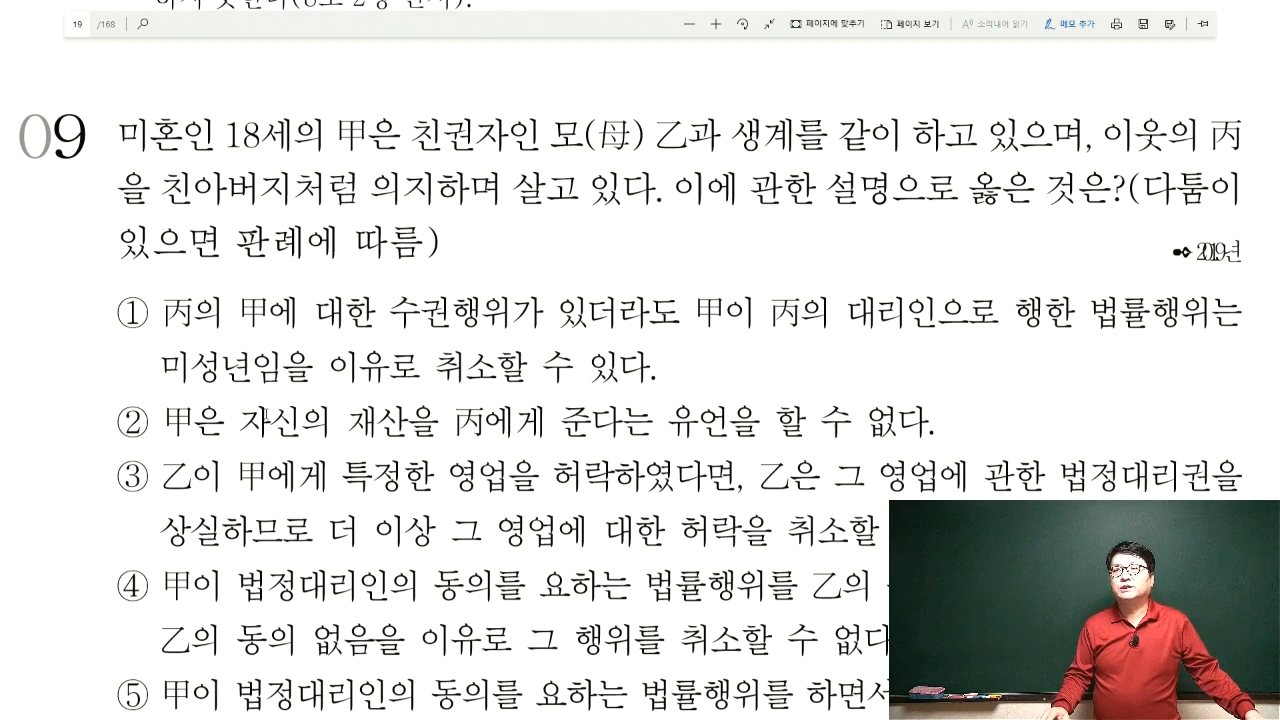 19 /168 페이지에 맞추기 페이지 보기 소리내어 읽기 메모 추가
09 미혼인 18세의 甲은 친권자인 모(母) 乙과 생계를 같이 하고 있으며, 이웃의 丙
을 친아버지처럼 의지하며 살고 있다. 이에 관한 설명으로 옳은 것은?(다툼이
있으면 판례에 따름)
2019년
① 丙의 甲에 대한 수권행위가 있더라도 甲이 丙의 대리인으로 행한 법률행위는
미성년임을 이유로 취소할 수 있다.
② 甲은 자신의 재산을 丙에게 준다는 유언을 할 수 없다.
③ 乙이 甲에게 특정한 영업을 허락하였다면, 乙은 그 영업에 관한 법정대리권을
상실하므로 더 이상 그 영업에 대한 허락을 취소할
④ 甲이 법정대리인의 동의를 요하는 법률행위를 乙의
乙의 동의 없음을 이유로 그 행위를 취소할 수 없다
⑤ 甲이 법정대리인의 동의를 요하는 법률행위를 하면서